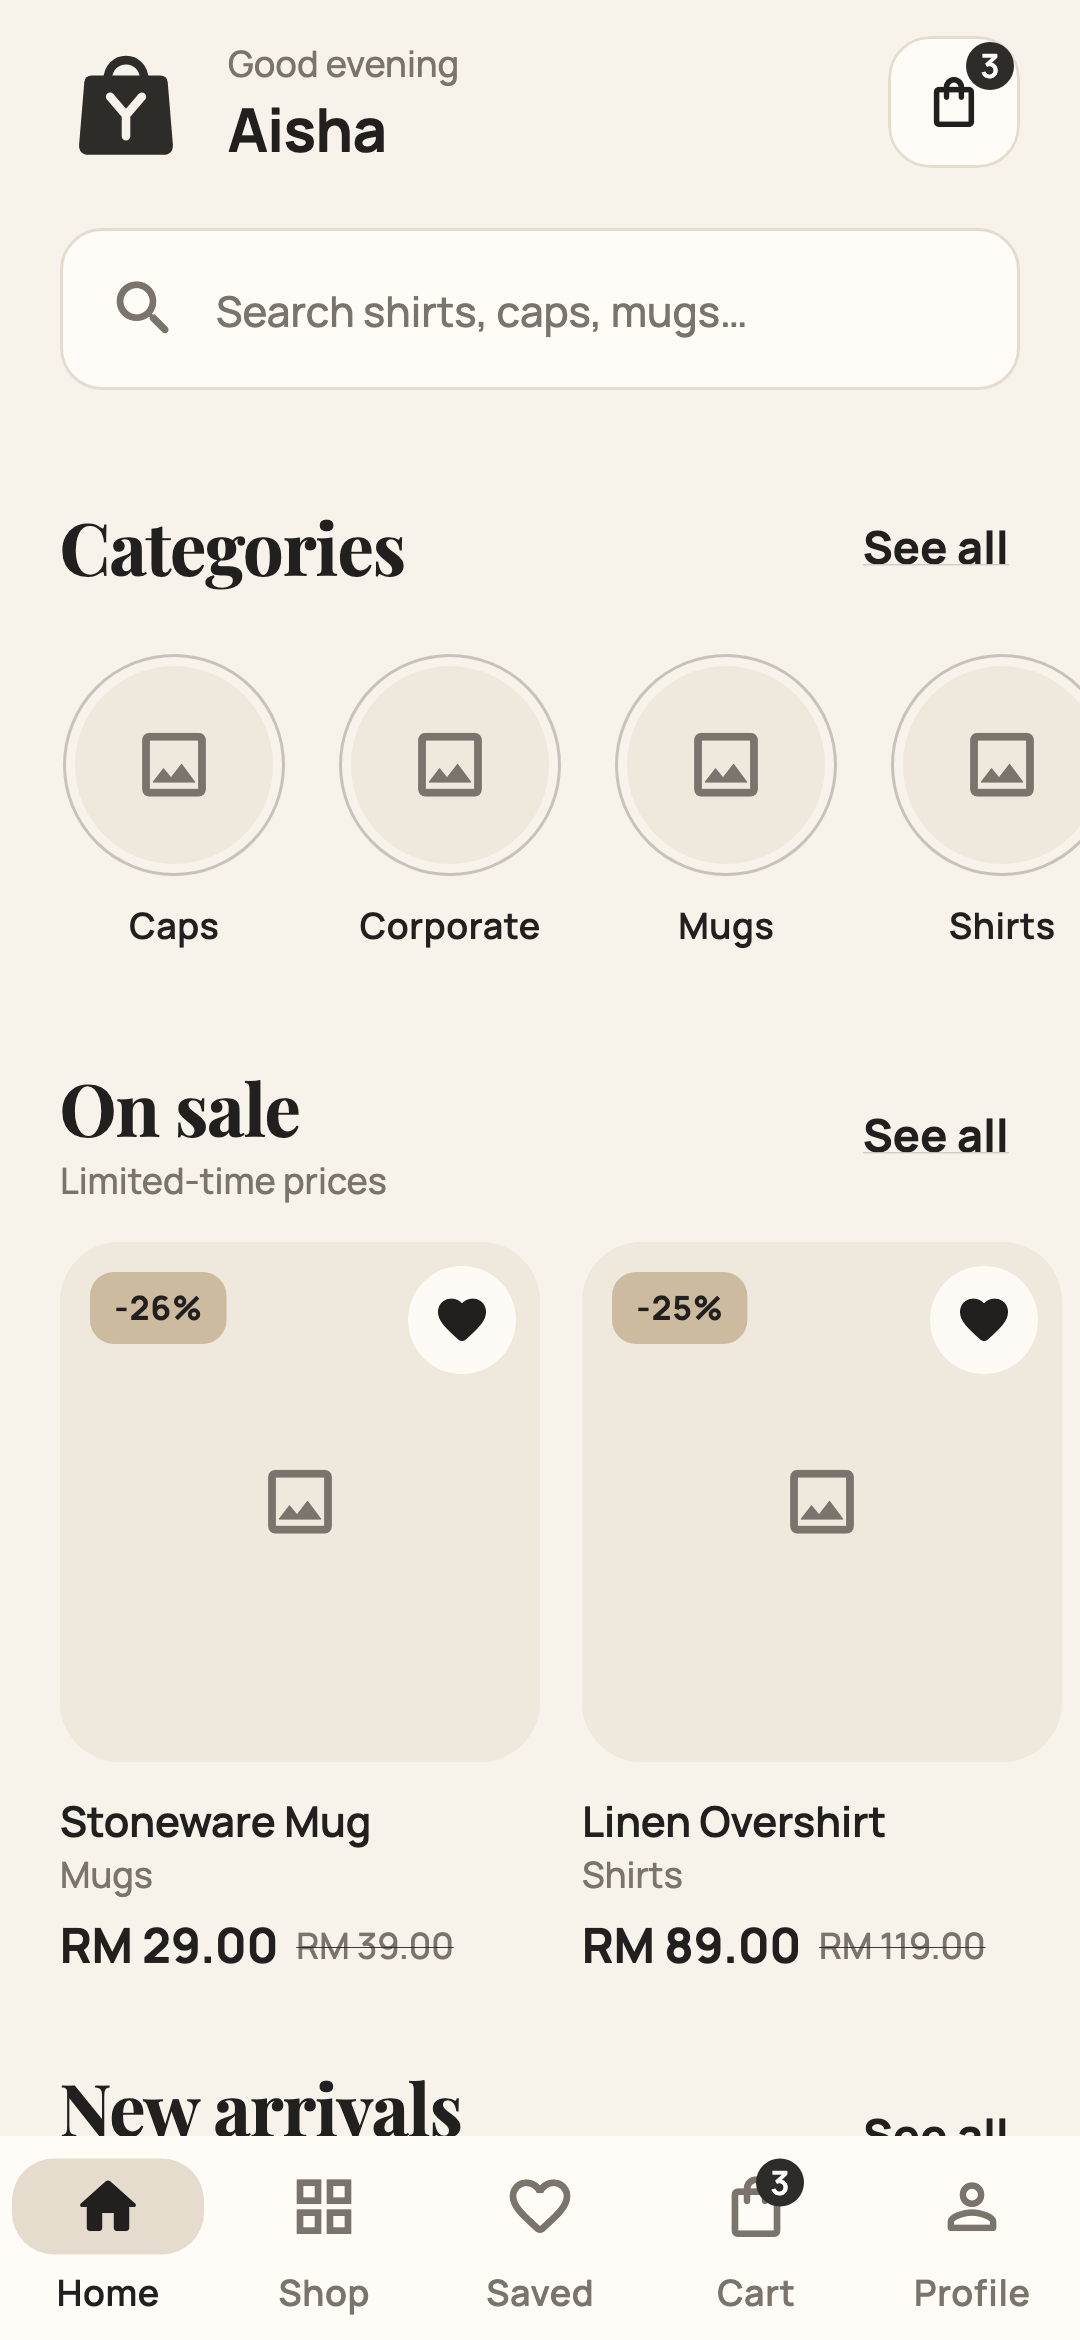 Good evening
Aisha
3
Y
Search shirts, caps, mugs...
Categories
See all
Caps
Corporate
Mugs
Shirts
On sale
See all
Limited-time prices
-26%
-25%
Stoneware Mug
Linen Overshirt
Mugs
Shirts
RM 29.00 RM 39.00
RM 89.00 RM 119.00
New arrivals
See all
3
Home
Shop
Saved
Cart
Profile